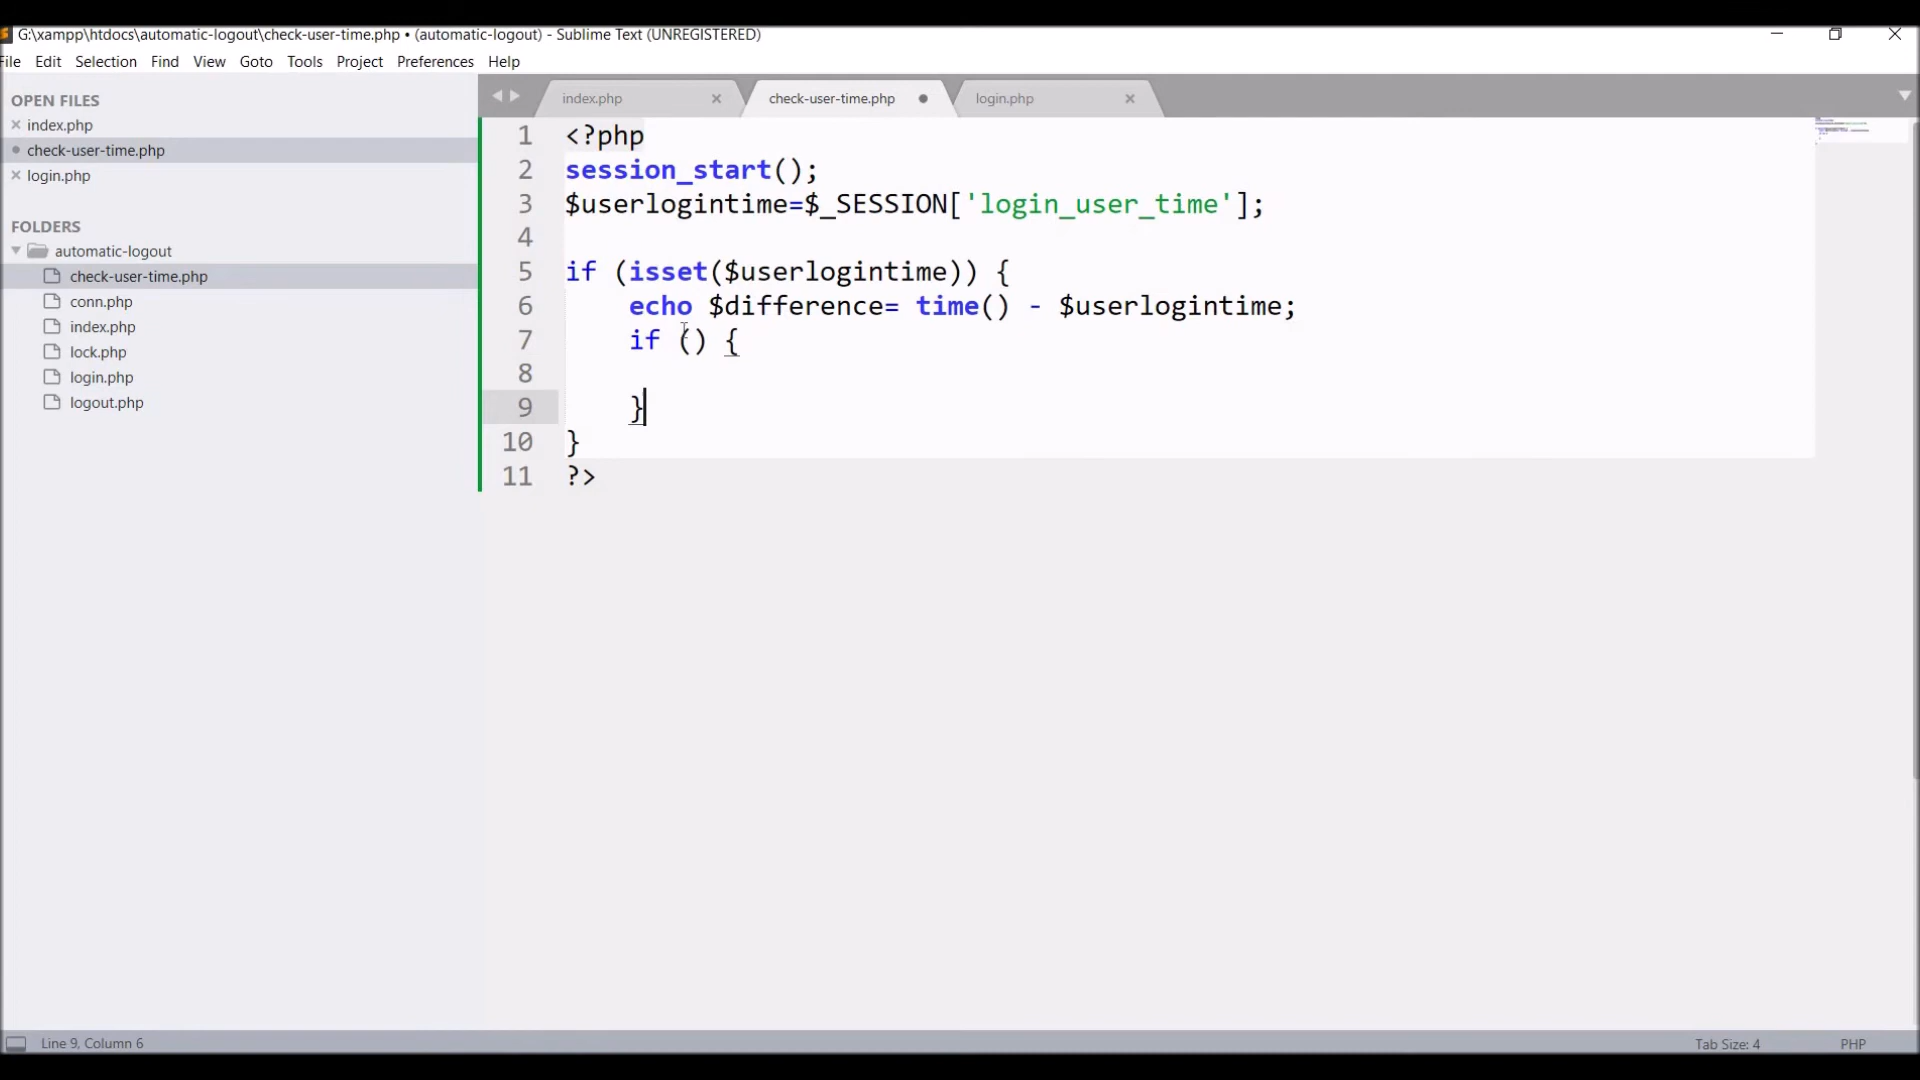 G:\xampp\htdocs\automatic-logout\check-user-time.php • (automatic-logout) - Sublime Text (UNREGISTERED)
File Edit Selection Find View Goto Tools Project Preferences Help
OPEN FILES
index.php
check-user-time.php
login.php
FOLDERS
automatic-logout
check-user-time.php
conn.php
index.php
lock.php
login.php
logout.php
index.php check-user-time.php login.php
1 <?php
2 session_start();
3 $userlogintime=$_SESSION['login_user_time'];
4
5 if (isset($userlogintime)) {
6 echo $difference= time() - $userlogintime;
7 if () {
8
9 }
10 }
11 ?>
Line 9, Column 6 Tab Size: 4 PHP